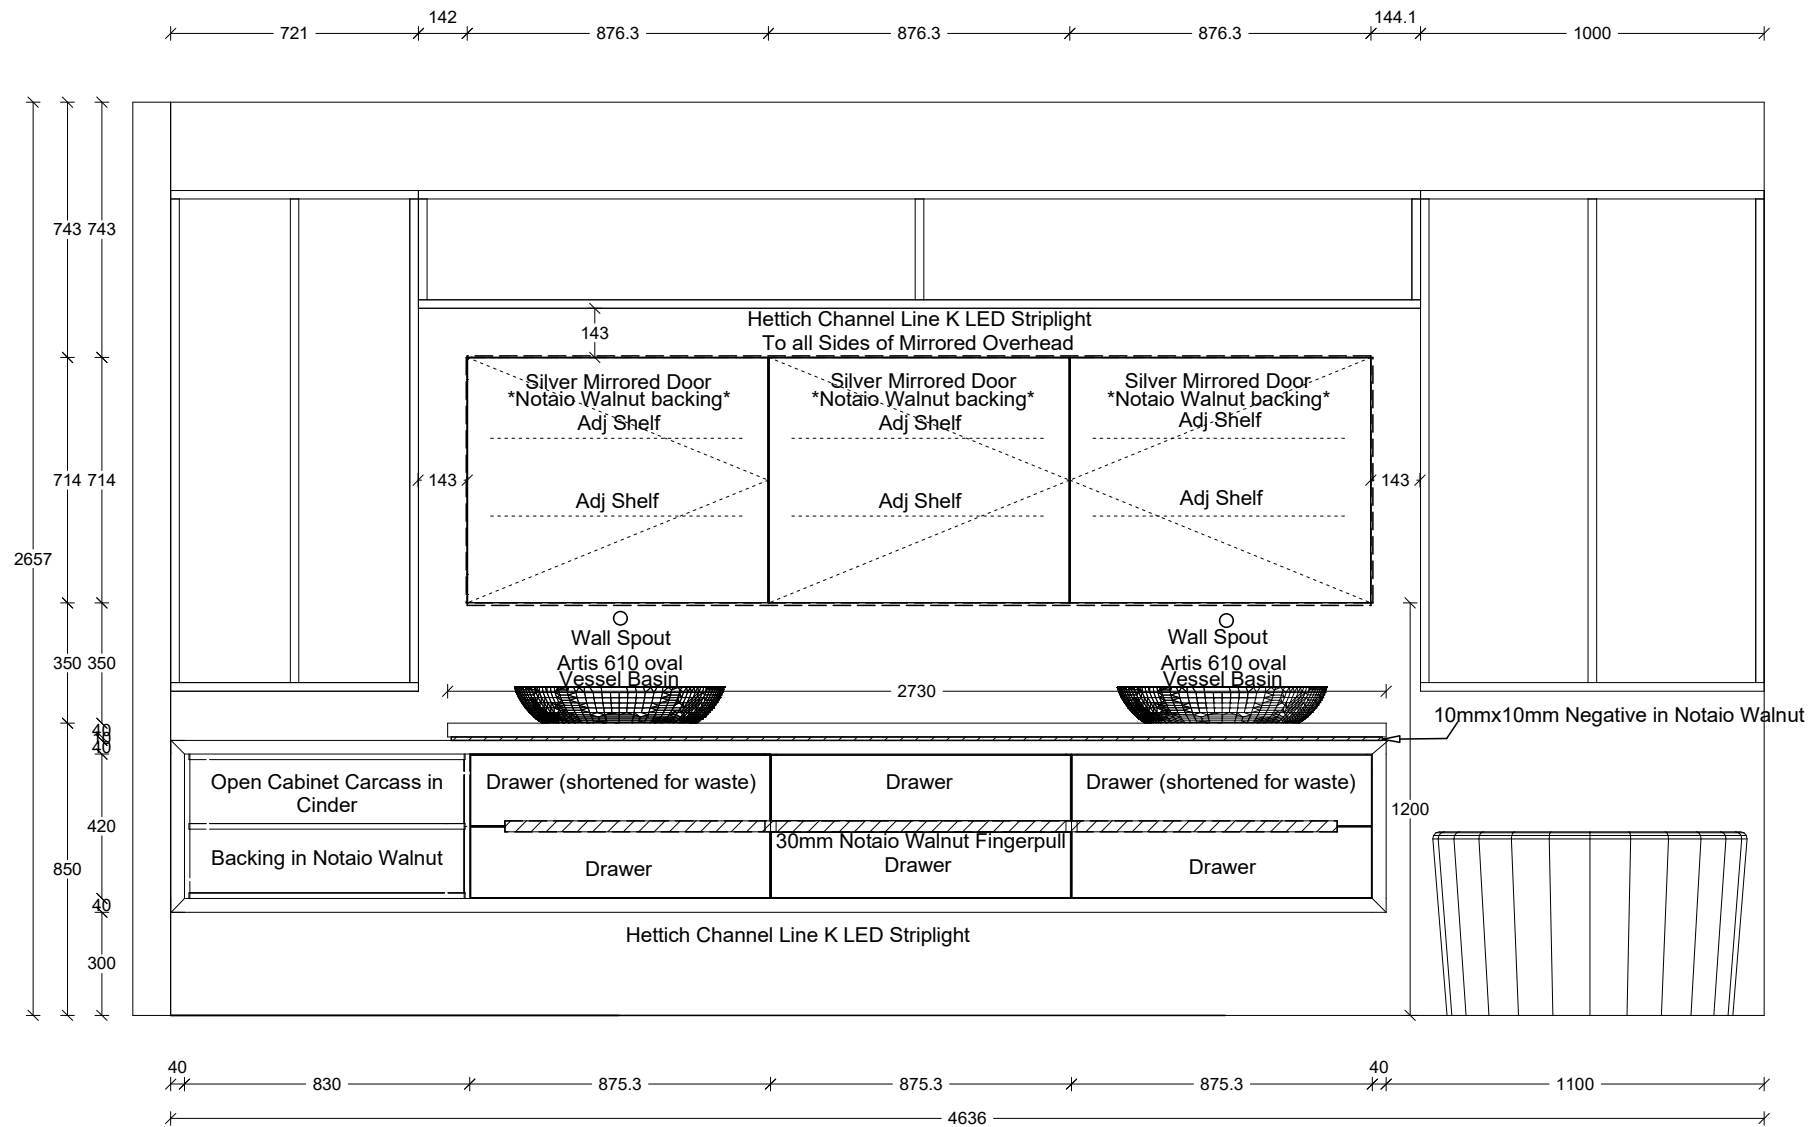 142
144.1
721
876.3
876.3
876.3
1000
743
743
143
Hettich Channel Line K LED Striplight
To all Sides of Mirrored Overhead
Silver Mirrored Door
*Notaio Walnut backing*
Adj Shelf
Adj Shelf
Silver Mirrored Door
*Notaio Walnut backing*
Adj Shelf
Adj Shelf
Silver Mirrored Door
*Notaio Walnut backing*
Adj Shelf
Adj Shelf
714
714
143
143
2657
Wall Spout
Artis 610 oval
Vessel Basin
Wall Spout
Artis 610 oval
Vessel Basin
350
350
2730
10mmx10mm Negative in Notaio Walnut
40
40
Open Cabinet Carcass in
Cinder
Drawer (shortened for waste)
Drawer
Drawer (shortened for waste)
1200
420
30mm Notaio Walnut Fingerpull
Backing in Notaio Walnut
Drawer
Drawer
Drawer
850
40
Hettich Channel Line K LED Striplight
300
40
40
830
875.3
875.3
875.3
1100
4636